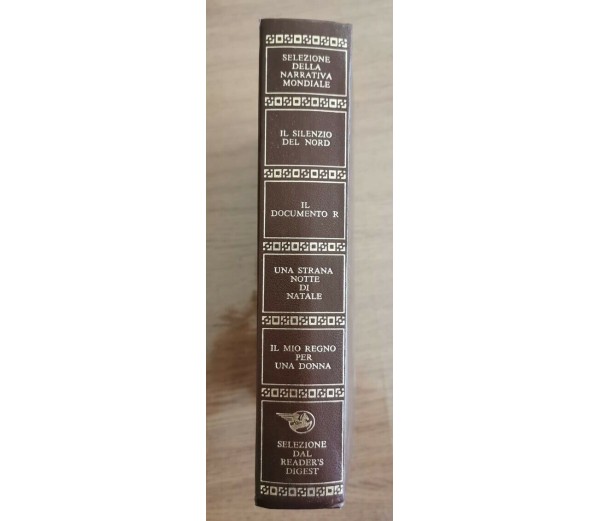 SELEZIONE
DELLA
NARRATIVA
MONDIALE
IL SILENZIO
DEL NORD
IL
DOCUMENTO R
UNA STRANA
NOTTE
DI
NATALE
IL MIO REGNO
PER
UNA DONNA
SELEZIONE
DAL
READER'S
DIGEST